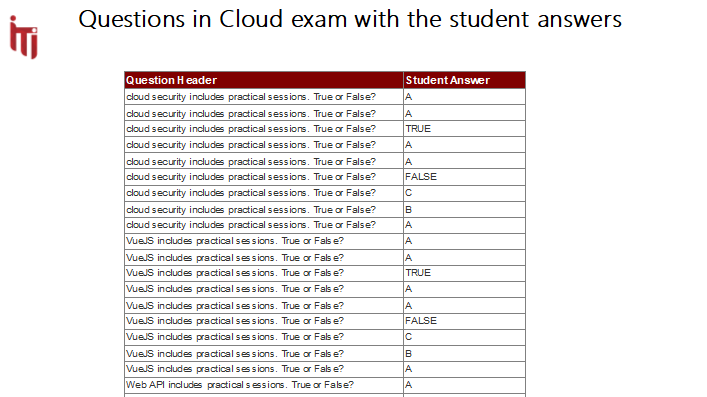 iTi
Questions in Cloud exam with the student answers
Question Header Student Answer
cloud security includes practical sessions. True or False? A
cloud security includes practical sessions. True or False? A
cloud security includes practical sessions. True or False? TRUE
cloud security includes practical sessions. True or False? A
cloud security includes practical sessions. True or False? A
cloud security includes practical sessions. True or False? FALSE
cloud security includes practical sessions. True or False? C
cloud security includes practical sessions. True or False? B
cloud security includes practical sessions. True or False? A
VueJS includes practical sessions. True or False? A
VueJS includes practical sessions. True or False? A
VueJS includes practical sessions. True or False? TRUE
VueJS includes practical sessions. True or False? A
VueJS includes practical sessions. True or False? A
VueJS includes practical sessions. True or False? FALSE
VueJS includes practical sessions. True or False? C
VueJS includes practical sessions. True or False? B
VueJS includes practical sessions. True or False? A
Web API includes practical sessions. True or False? A